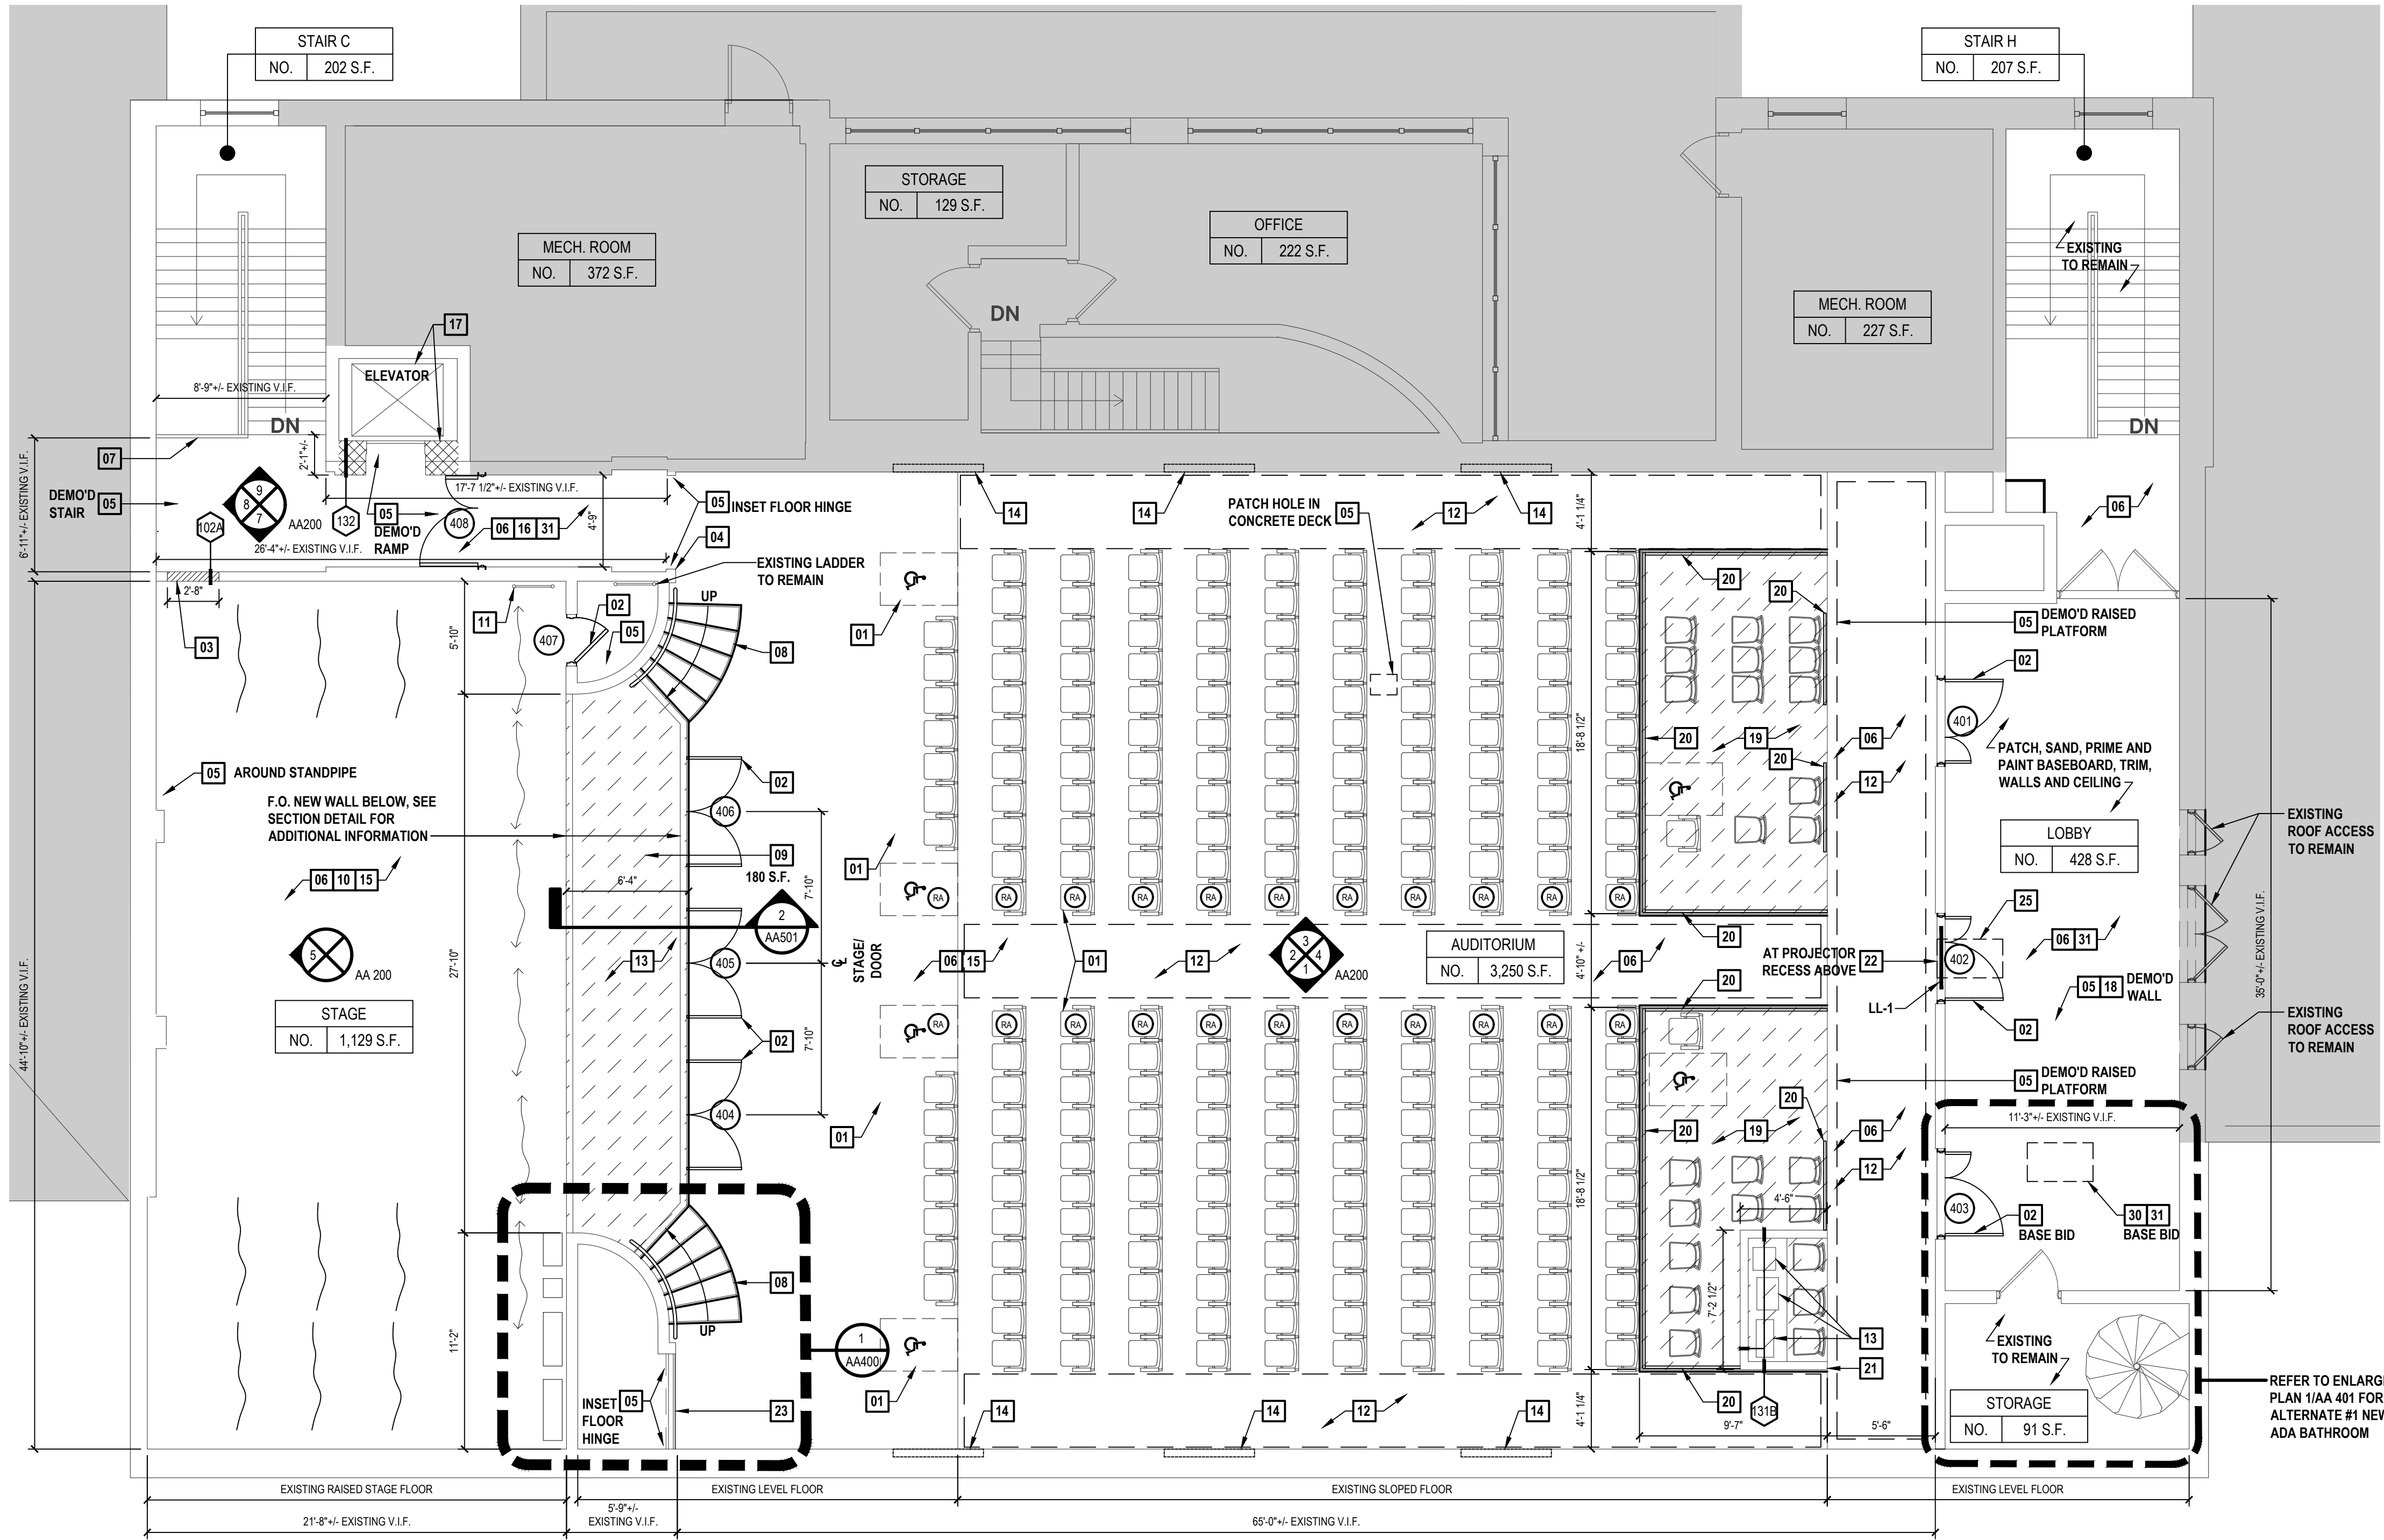 STAIR C
NO. 202 S.F.
STAIR H
NO. 207 S.F.
STORAGE
NO. 129 S.F.
OFFICE
NO. 222 S.F.
MECH. ROOM
NO. 372 S.F.
MECH. ROOM
NO. 227 S.F.
EXISTING
TO REMAIN
DN
17
ELEVATOR
8'-9"+/- EXISTING V.I.F.
DN
DN
07
2'-1"+/-
6'-11"+/- EXISTING V.I.F.
17'-7 1/2"+/- EXISTING V.I.F.
DEMO'D
STAIR
05
9
8
7
AA200
102A
132
05
DEMO'D
RAMP
408
06 16 31
4'-9"
26'-4"+/- EXISTING V.I.F.
05 INSET FLOOR HINGE
04
EXISTING LADDER
TO REMAIN
14
14
14
PATCH HOLE IN
CONCRETE DECK
05
12
4'-1 1/4"
06
2'-8"
03
11
02
407
05
5'-10"
UP
08
01
20
20
05 DEMO'D RAISED
PLATFORM
02
401
18'-8 1/2"
20
19
20
06
12
PATCH, SAND, PRIME AND
PAINT BASEBOARD, TRIM,
WALLS AND CEILING
05 AROUND STANDPIPE
F.O. NEW WALL BELOW, SEE
SECTION DETAIL FOR
ADDITIONAL INFORMATION
02
406
09
180 S.F.
6'-4"
7'-10"
01
06 10 15
LOBBY
NO. 428 S.F.
EXISTING
ROOF ACCESS
TO REMAIN
RA
RA RA RA RA RA RA RA RA RA RA
2
AA501
5
AA 200
13
405
STAGE/
DOOR
06 15
01
12
3
2 4
1
AA200
AUDITORIUM
NO. 3,250 S.F.
4'-10" +/-
06
20
AT PROJECTOR
RECESS ABOVE
22
25
402
06 31
LL-1
20
05 18 DEMO'D
WALL
02
35'-0"+/- EXISTING V.I.F.
STAGE
NO. 1,129 S.F.
27'-10"
44'-10"+/- EXISTING V.I.F.
02
7'-10"
404
RA
RA RA RA RA RA RA RA RA RA RA
01
EXISTING
ROOF ACCESS
TO REMAIN
05 DEMO'D RAISED
PLATFORM
11'-3"+/- EXISTING V.I.F.
20
20
19
06
12
18'-8 1/2"
4'-6"
7'-2 1/2"
403
02
BASE BID
30 31
BASE BID
08
UP
11'-2"
1
AA400
01
INSET
FLOOR
HINGE
05
23
13
21
EXISTING
TO REMAIN
STORAGE
NO. 91 S.F.
REFER TO ENLARG
PLAN 1/AA 401 FOR
ALTERNATE #1 NEW
ADA BATHROOM
14
14
12
14
4'-1 1/4"
20
131B
9'-7"
5'-6"
EXISTING RAISED STAGE FLOOR
EXISTING LEVEL FLOOR
EXISTING SLOPED FLOOR
EXISTING LEVEL FLOOR
21'-8"+/- EXISTING V.I.F.
5'-9"+/-
EXISTING V.I.F.
65'-0"+/- EXISTING V.I.F.